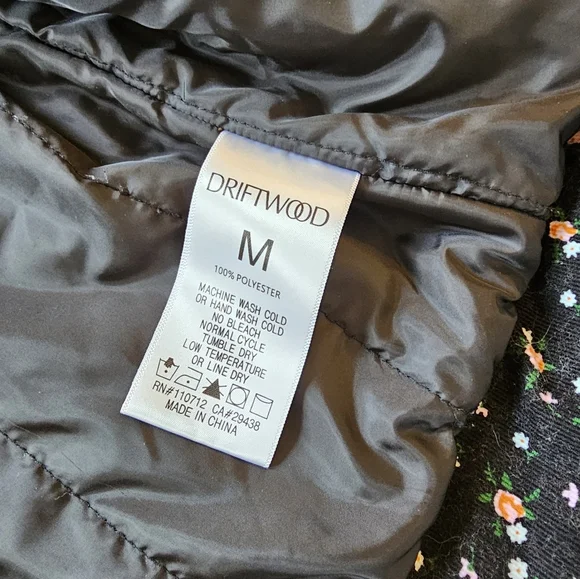 DRIFTWOOD
M
100% POLYESTER
MACHINE WASH COLD
OR HAND WASH COLD
NO BLEACH
NORMAL CYCLE
TUMBLE DRY
LOW TEMPERATURE
OR LINE DRY
RN#110712 CA#29438
MADE IN CHINA